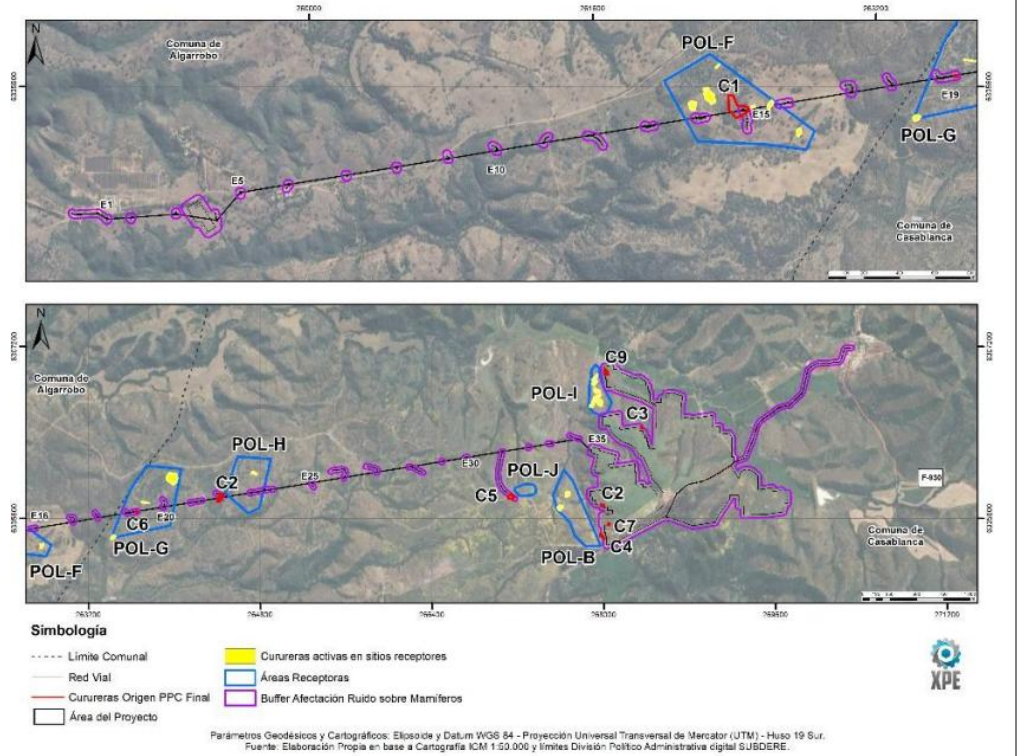 260000
261600
263200
N
Comuna de
Algarrobo
POL-F
C1
E15
E19
POL-G
E10
E5
E1
Comuna de
Casablanca
N
Comuna de
Algarrobo
C9
POL-I
C3
POL-H
E35
E30
POL-J
E25
C2
C5
C2
E20
C6
E16
C7
C4
POL-G
POL-B
POL-F
F-930
Comuna de
Casablanca
263200
Simbología
Límite Comunal
Red Vial
Curureras Origen PPC Final
Área del Proyecto
Curureras activas en sitios receptores
Áreas Receptoras
Buffer Afectación Ruido sobre Mamíferos
XPE
Parámetros Geodésicos y Cartográficos: Elipsoide y Datum WGS 84 - Proyección Universal Transversal de Mercator (UTM) - Huso 19 Sur.
Fuente: Elaboración Propia en base a Cartografía IGM 1:50.000 y límites División Político Administrativa digital SUBDERE.